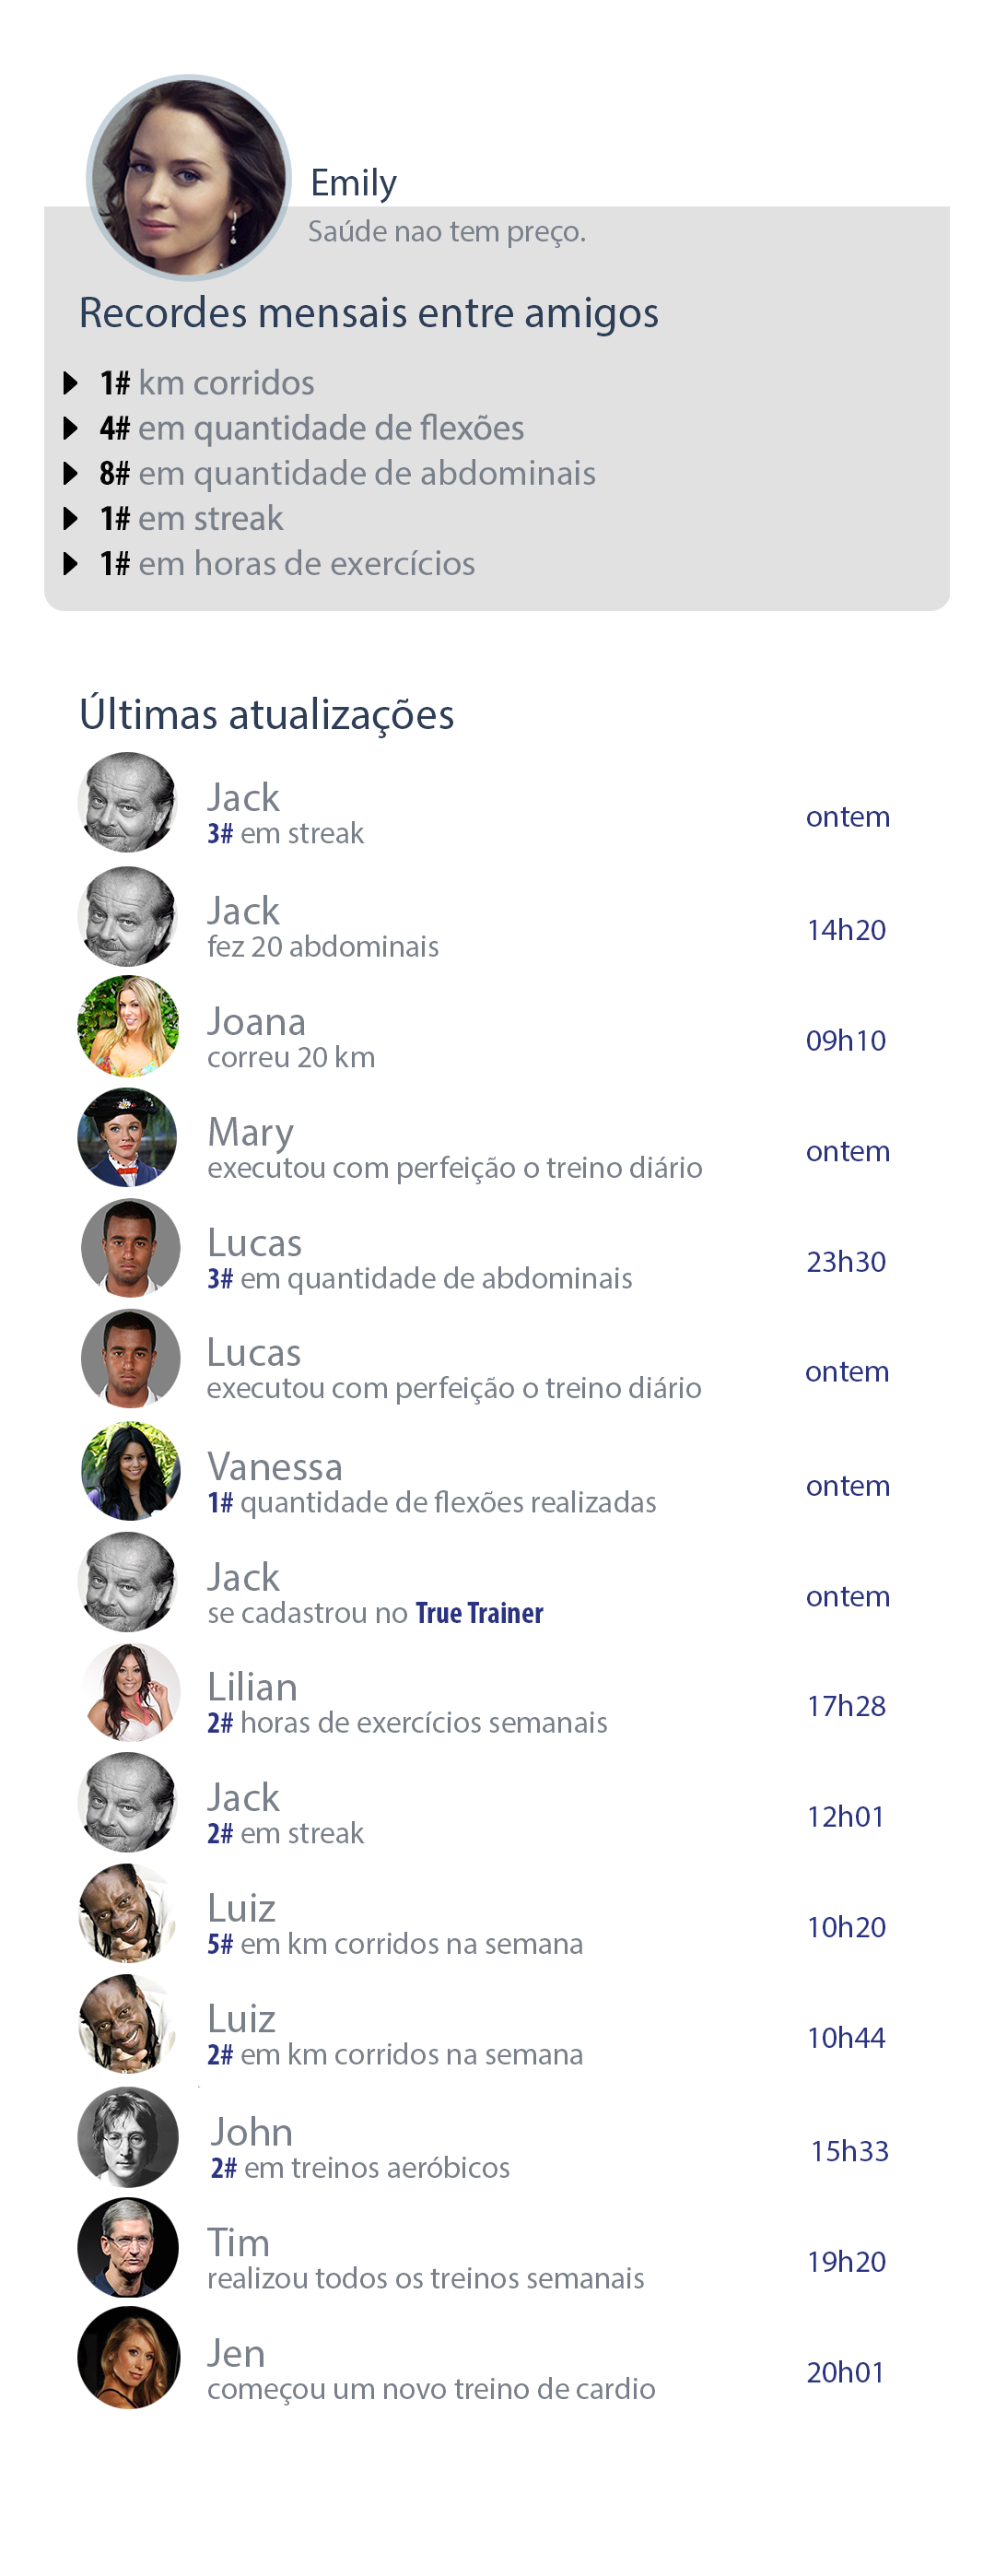 Emily
Saúde nao tem preço.
Recordes mensais entre amigos
1# km corridos
4# em quantidade de flexões
8# em quantidade de abdominais
1# em streak
1# em horas de exercícios
Últimas atualizações
Jack
3# em streak
ontem
Jack
fez 20 abdominais
14h20
Joana
correu 20 km
09h10
Mary
executou com perfeição o treino diário
ontem
Lucas
3# em quantidade de abdominais
23h30
Lucas
executou com perfeição o treino diário
ontem
Vanessa
1# quantidade de flexões realizadas
ontem
Jack
se cadastrou no True Trainer
ontem
Lilian
2# horas de exercícios semanais
17h28
Jack
2# em streak
12h01
Luiz
5# em km corridos na semana
10h20
Luiz
2# em km corridos na semana
10h44
John
2# em treinos aeróbicos
15h33
Tim
realizou todos os treinos semanais
19h20
Jen
começou um novo treino de cardio
20h01